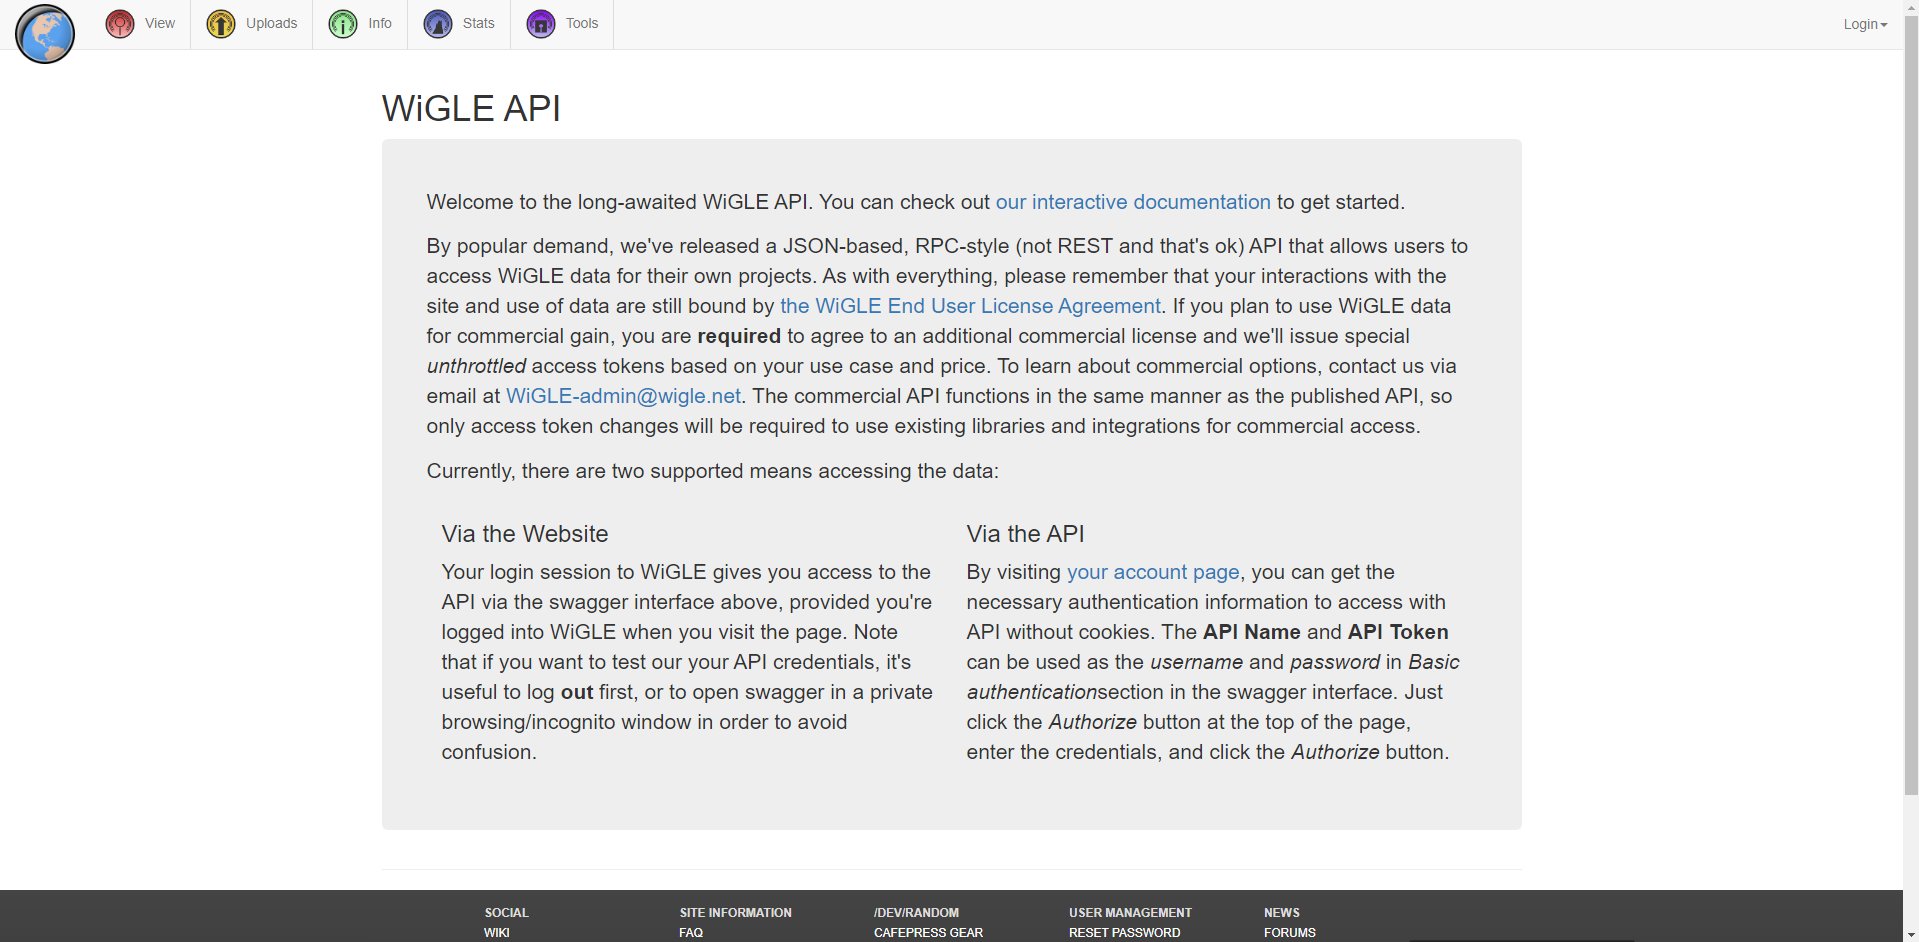 View
Uploads
Info
Stats
Tools
Login
WiGLE API
Welcome to the long-awaited WiGLE API. You can check out our interactive documentation to get started.
By popular demand, we've released a JSON-based, RPC-style (not REST and that's ok) API that allows users to
access WiGLE data for their own projects. As with everything, please remember that your interactions with the
site and use of data are still bound by the WiGLE End User License Agreement. If you plan to use WiGLE data
for commercial gain, you are required to agree to an additional commercial license and we'll issue special
unthrottled access tokens based on your use case and price. To learn about commercial options, contact us via
email at WiGLE-admin@wigle.net. The commercial API functions in the same manner as the published API, so
only access token changes will be required to use existing libraries and integrations for commercial access.
Currently, there are two supported means accessing the data:
Via the Website
Your login session to WiGLE gives you access to the
API via the swagger interface above, provided you're
logged into WiGLE when you visit the page. Note
that if you want to test our your API credentials, it's
useful to log out first, or to open swagger in a private
browsing/incognito window in order to avoid
confusion.
Via the API
By visiting your account page, you can get the
necessary authentication information to access with
API without cookies. The API Name and API Token
can be used as the username and password in Basic
authenticationsection in the swagger interface. Just
click the Authorize button at the top of the page,
enter the credentials, and click the Authorize button.
SOCIAL
WIKI
SITE INFORMATION
FAQ
/DEV/RANDOM
CAFEPRESS GEAR
USER MANAGEMENT
RESET PASSWORD
NEWS
FORUMS